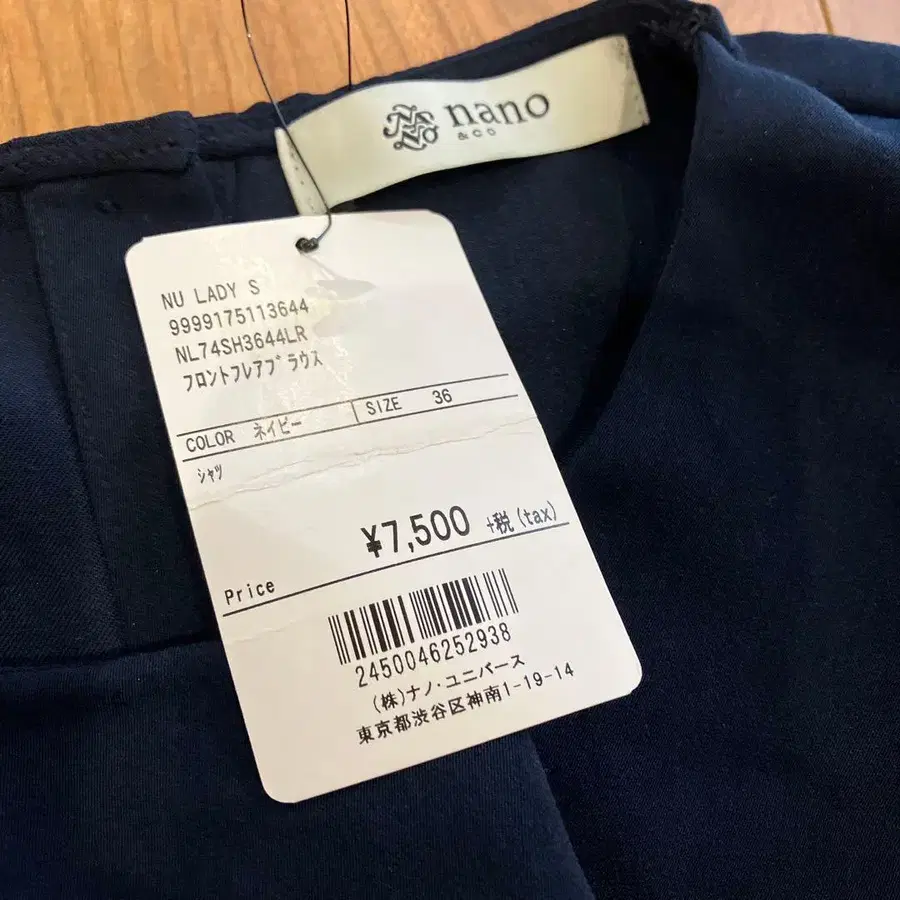 nano
& CO
NU LADY S
9999175113644
NL74SH3644LR
フロントフレアブラウス
COLOR ネイビー SIZE 36
シャツ
¥7,500 +税(tax)
Price
2450046252938
(株)ナノ・ユニバース
東京都渋谷区神南1-19-14